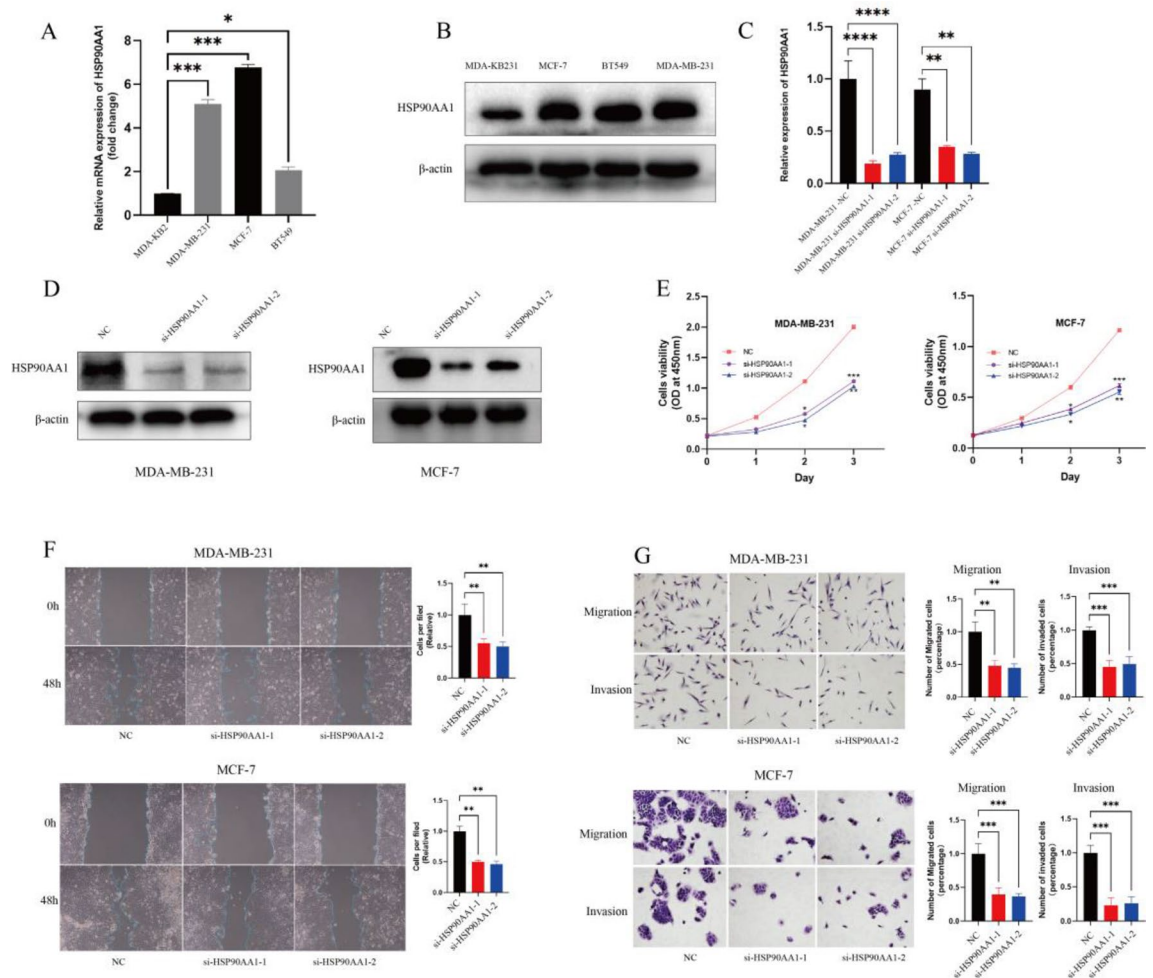 A
Relative mRNA expression of HSP90AA1
(fold change)
8
6
4
2
0
*
***
***
MDA-KB2
MDA-MB-231
MCF-7
BT549
B
MDA-KB231 MCF-7 BT549 MDA-MB-231
HSP90AA1
β-actin
C
Relative expression of HSP90AA1
1.5
1.0
0.5
0.0
****
****
**
**
MDA-MB-231 -NC
MDA-MB-231 si-HSP90AA1-1
MDA-MB-231 si-HSP90AA1-2
MCF-7 -NC
MCF-7 si-HSP90AA1-1
MCF-7 si-HSP90AA1-2
D
NC si-HSP90AA1-1 si-HSP90AA1-2
HSP90AA1
β-actin
MDA-MB-231
NC si-HSP90AA1-1 si-HSP90AA1-2
HSP90AA1
β-actin
MCF-7
E
MDA-MB-231
Cells viability
(OD at 450nm)
2.5
2.0
1.5
1.0
0.5
0.0
NC
si-HSP90AA1-1
si-HSP90AA1-2
*
*
***
**
0 1 2 3
Day
MCF-7
Cells viability
(OD at 450nm)
1.5
1.0
0.5
0.0
NC
si-HSP90AA1-1
si-HSP90AA1-2
*
*
***
**
0 1 2 3
Day
F
MDA-MB-231
0h
48h
NC si-HSP90AA1-1 si-HSP90AA1-2
Cells per filed
(Relative)
1.5
1.0
0.5
0.0
**
**
NC
si-HSP90AA1-1
si-HSP90AA1-2
MCF-7
0h
48h
NC si-HSP90AA1-1 si-HSP90AA1-2
Cells per filed
(Relative)
1.5
1.0
0.5
0.0
**
**
NC
si-HSP90AA1-1
si-HSP90AA1-2
G
MDA-MB-231
Migration
Invasion
NC si-HSP90AA1-1 si-HSP90AA1-2
Migration
Number of Migrated cells
(percentage)
1.5
1.0
0.5
0.0
**
**
NC
si-HSP90AA1-1
si-HSP90AA1-2
Invasion
Number of invaded cells
(percentage)
1.5
1.0
0.5
0.0
***
***
NC
si-HSP90AA1-1
si-HSP90AA1-2
MCF-7
Migration
Invasion
NC si-HSP90AA1-1 si-HSP90AA1-2
Migration
Number of Migrated cells
(percentage)
1.5
1.0
0.5
0.0
***
***
NC
si-HSP90AA1-1
si-HSP90AA1-2
Invasion
Number of invaded cells
(percentage)
1.5
1.0
0.5
0.0
***
***
NC
si-HSP90AA1-1
si-HSP90AA1-2